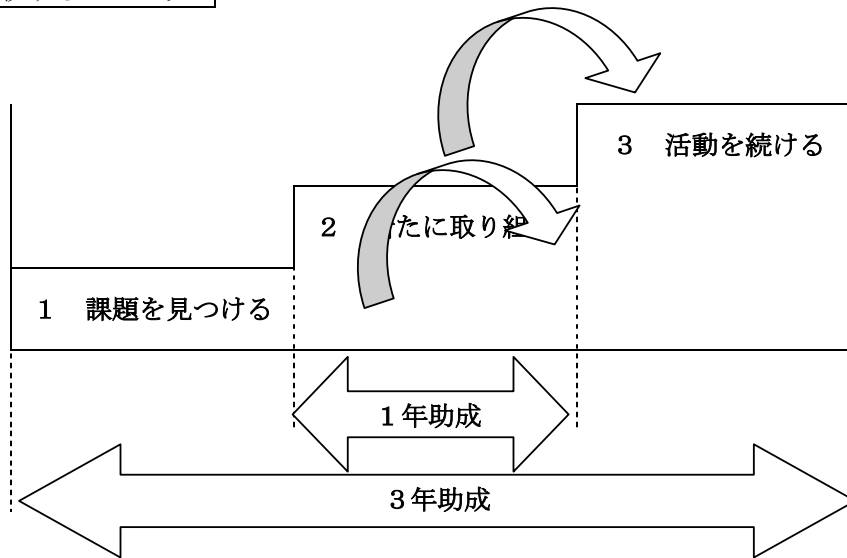 ３　活動を続ける
２　たに取り組
１　課題を見つける
１年助成
３年助成